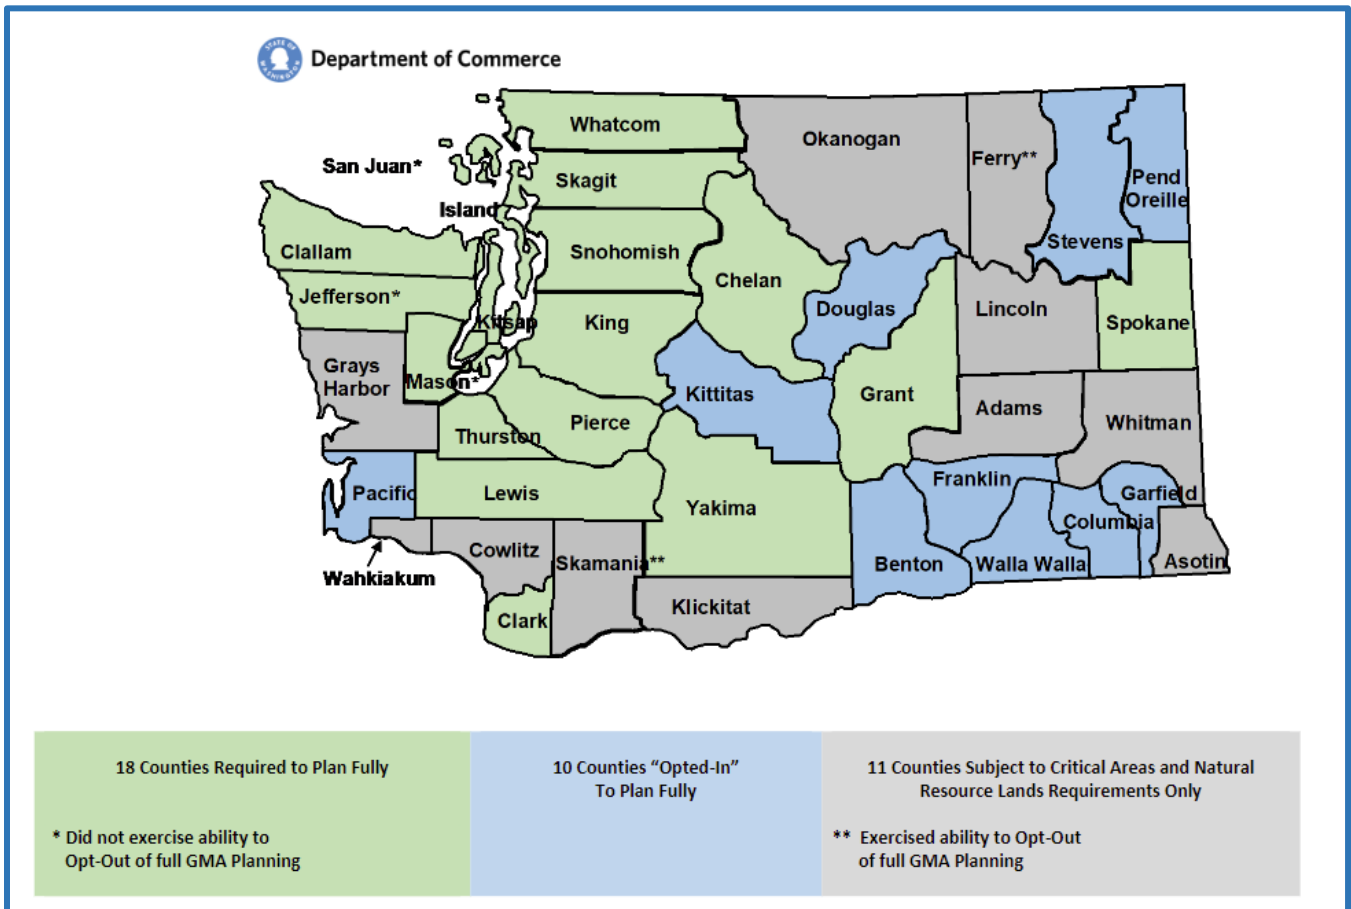 STATE OF WASHINGTON
Department of Commerce
Whatcom
Okanogan
San Juan*
Ferry**
Skagit
Pend
Oreille
Island
Stevens
Clallam
Snohomish
Chelan
Jefferson*
Douglas
Lincoln
Kitsap
King
Spokane
Grays
Harbor
Mason*
Kittitas
Grant
Adams
Whitman
Thurston
Pierce
Franklin
Pacific
Lewis
Garfield
Yakima
Columbia
Cowlitz
Skamania**
Benton
Walla Walla
Asotin
Wahkiakum
Klickitat
Clark
18 Counties Required to Plan Fully
* Did not exercise ability to
Opt-Out of full GMA Planning
10 Counties “Opted-In”
To Plan Fully
11 Counties Subject to Critical Areas and Natural
Resource Lands Requirements Only
** Exercised ability to Opt-Out
of full GMA Planning